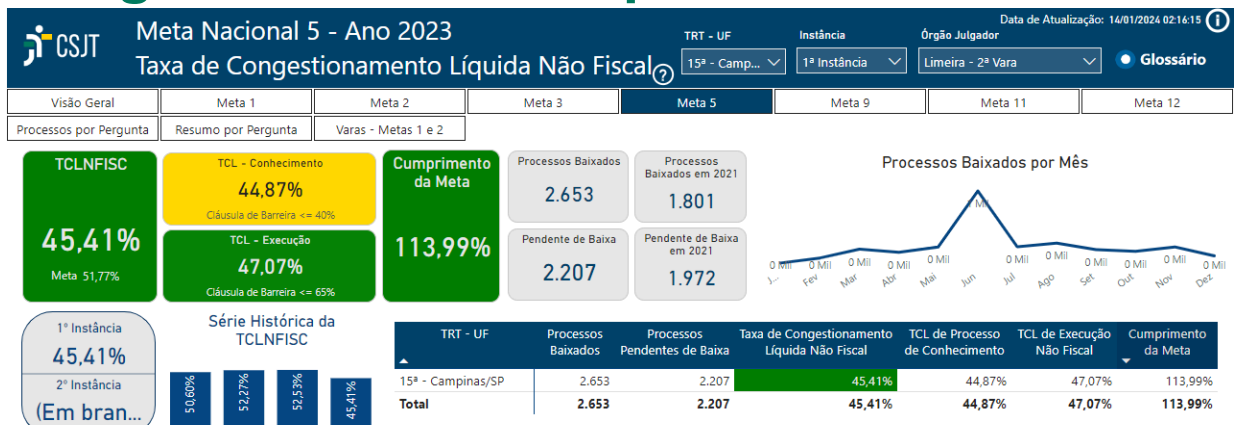 CSJT
Meta Nacional 5 - Ano 2023
Taxa de Congestionamento Líquida Não Fiscal
Data de Atualização: 14/01/2024 02:16:15
TRT - UF
Instância
Órgão Julgador
15ª - Camp...
1ª Instância
Limeira - 2ª Vara
Glossário
Visão Geral
Meta 1
Meta 2
Meta 3
Meta 5
Meta 9
Meta 11
Meta 12
Processos por Pergunta
Resumo por Pergunta
Varas - Metas 1 e 2
TCLNFISC
45,41%
Meta 51,77%
TCL - Conhecimento
44,87%
Cláusula de Barreira <= 40%
TCL - Execução
47,07%
Cláusula de Barreira <= 65%
Cumprimento
da Meta
113,99%
Processos Baixados
2.653
Processos
Baixados em 2021
1.801
Pendente de Baixa
2.207
Pendente de Baixa
em 2021
1.972
Processos Baixados por Mês
0 Mil 0 Mil 0 Mil 0 Mil 0 Mil 0 Mil 0 Mil 0 Mil 0 Mil 0 Mil 0 Mil
J... Fev Mar Abr Mai Jun Jul Ago Set Out Nov Dez
1° Instância
45,41%
2° Instância
(Em bran...
Série Histórica da
TCLNFISC
50,60%
52,27%
52,53%
45,41%
TRT - UF
Processos
Baixados
Processos
Pendentes de Baixa
Taxa de Congestionamento
Líquida Não Fiscal
TCL de Processo
de Conhecimento
TCL de Execução
Não Fiscal
Cumprimento
da Meta
15ª - Campinas/SP 2.653 2.207 45,41% 44,87% 47,07% 113,99%
Total 2.653 2.207 45,41% 44,87% 47,07% 113,99%